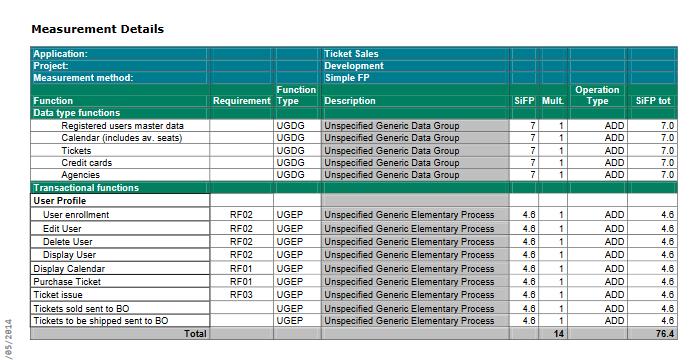 Measurement Details
Application: Ticket Sales
Project: Development
Measurement method: Simple FP
Function Requirement Function Type Description SiFP Mult. Operation Type SiFP tot
Data type functions
Registered users master data UGDG Unspecified Generic Data Group 7 1 ADD 7.0
Calendar (includes av. seats) UGDG Unspecified Generic Data Group 7 1 ADD 7.0
Tickets UGDG Unspecified Generic Data Group 7 1 ADD 7.0
Credit cards UGDG Unspecified Generic Data Group 7 1 ADD 7.0
Agencies UGDG Unspecified Generic Data Group 7 1 ADD 7.0
Transactional functions
User Profile
User enrollment RF02 UGEP Unspecified Generic Elementary Process 4.6 1 ADD 4.6
Edit User RF02 UGEP Unspecified Generic Elementary Process 4.6 1 ADD 4.6
Delete User RF02 UGEP Unspecified Generic Elementary Process 4.6 1 ADD 4.6
Display User RF02 UGEP Unspecified Generic Elementary Process 4.6 1 ADD 4.6
Display Calendar RF01 UGEP Unspecified Generic Elementary Process 4.6 1 ADD 4.6
Purchase Ticket RF01 UGEP Unspecified Generic Elementary Process 4.6 1 ADD 4.6
Ticket issue RF03 UGEP Unspecified Generic Elementary Process 4.6 1 ADD 4.6
Tickets sold sent to BO UGEP Unspecified Generic Elementary Process 4.6 1 ADD 4.6
Tickets to be shipped sent to BO UGEP Unspecified Generic Elementary Process 4.6 1 ADD 4.6
Total 14 76.4
/05/2014